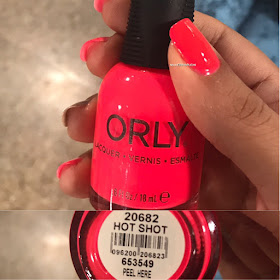 ORLY
LACQUER • VERNIS • ESMALTE
18 mL ℮
20682
HOT SHOT
096200 206823
653549
PEEL HERE